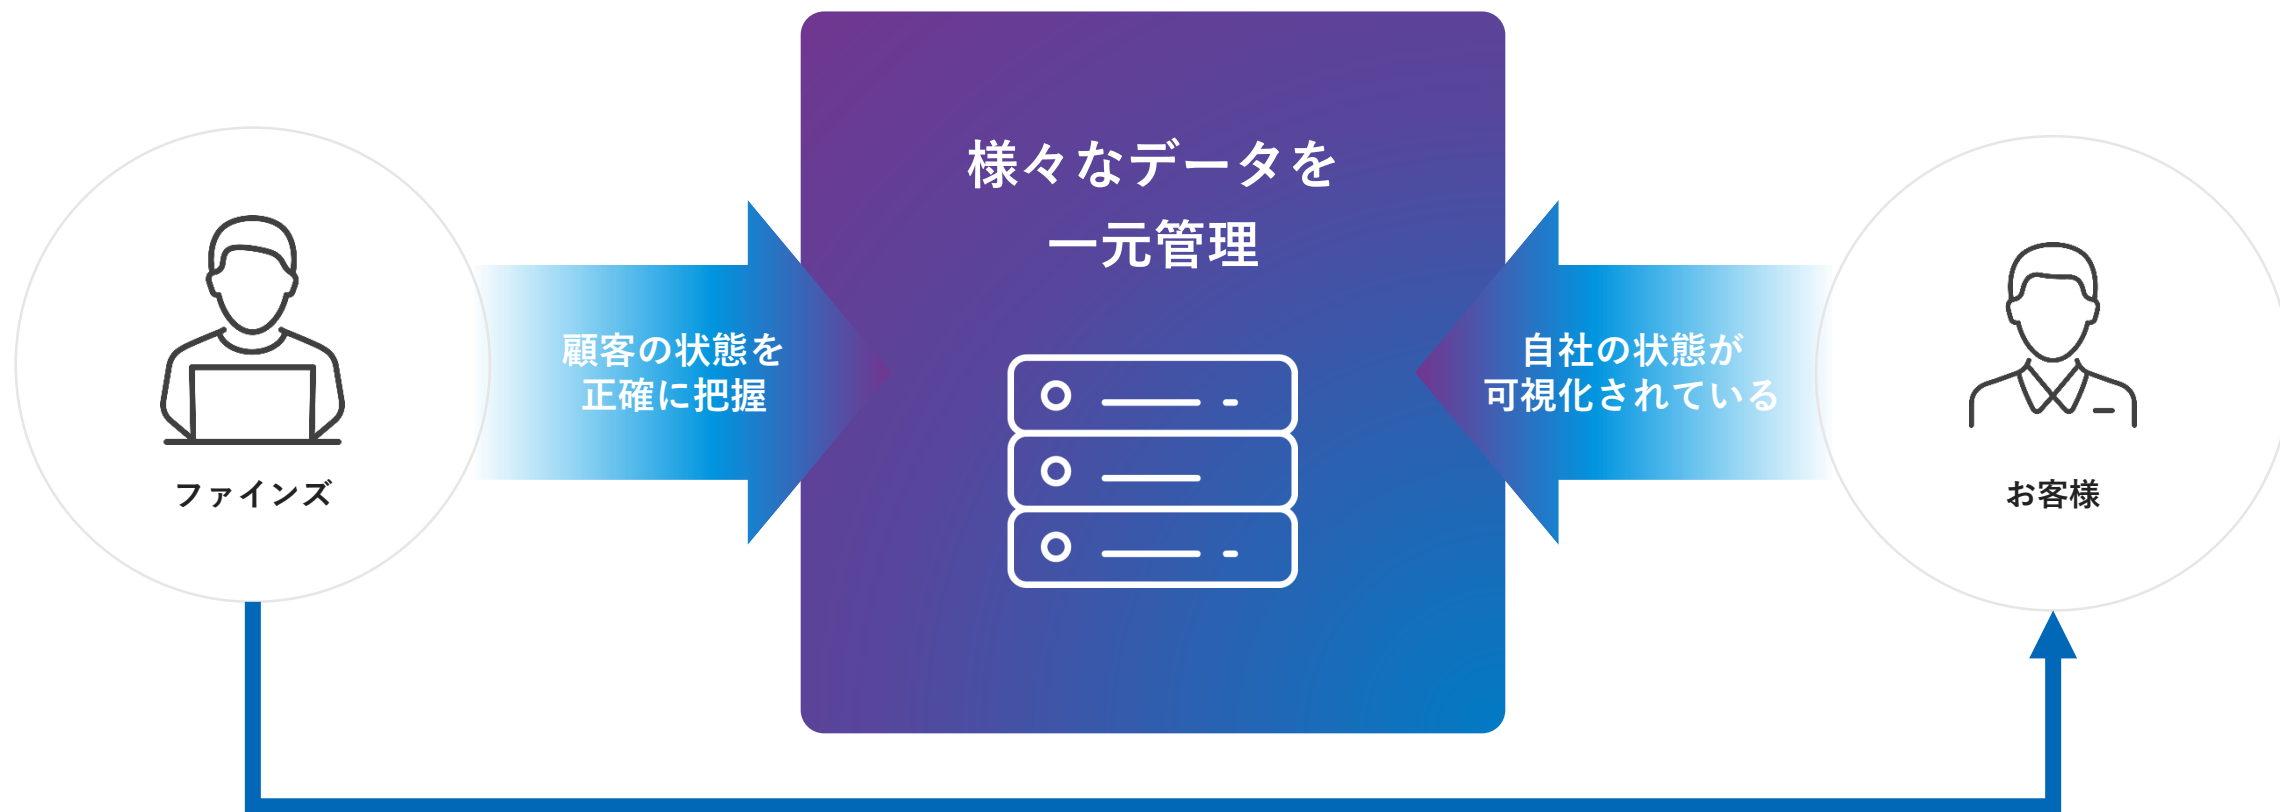 様々なデータを
一元管理
顧客の状態を
正確に把握
自社の状態が
可視化されている
ファインズ
お客様